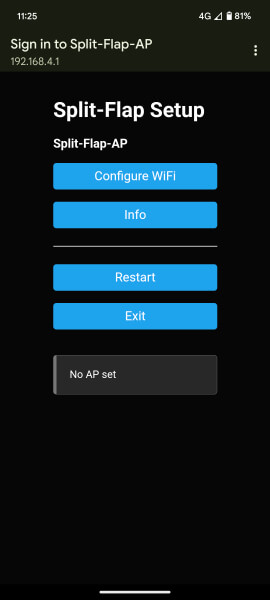 11:25
4G 81%
Sign in to Split-Flap-AP
192.168.4.1
Split-Flap Setup
Split-Flap-AP
Configure WiFi
Info
Restart
Exit
No AP set